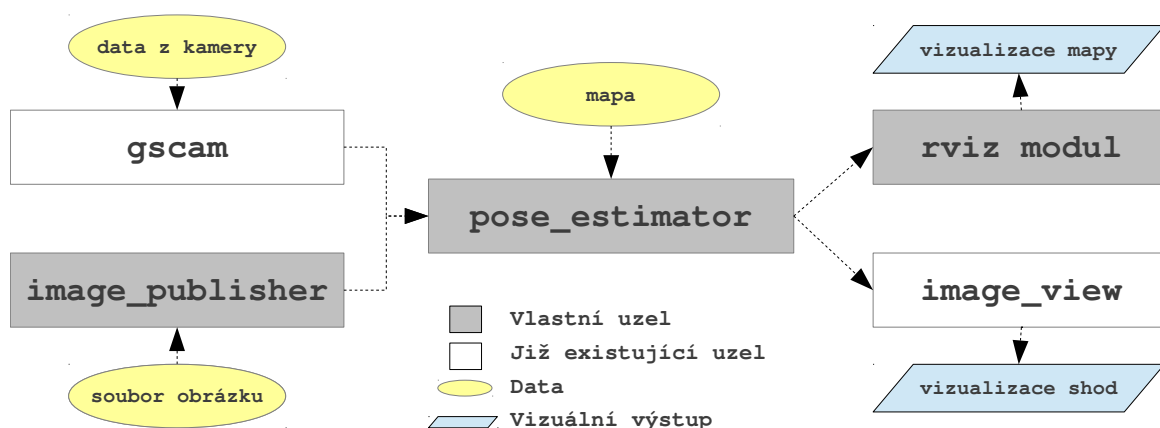 data z kamery
vizualizace mapy
mapa
gscam
rviz modul
pose_estimator
image_publisher
image_view
Vlastní uzel
Již existující uzel
Data
Vizuální výstup
soubor obrázku
vizualizace shod